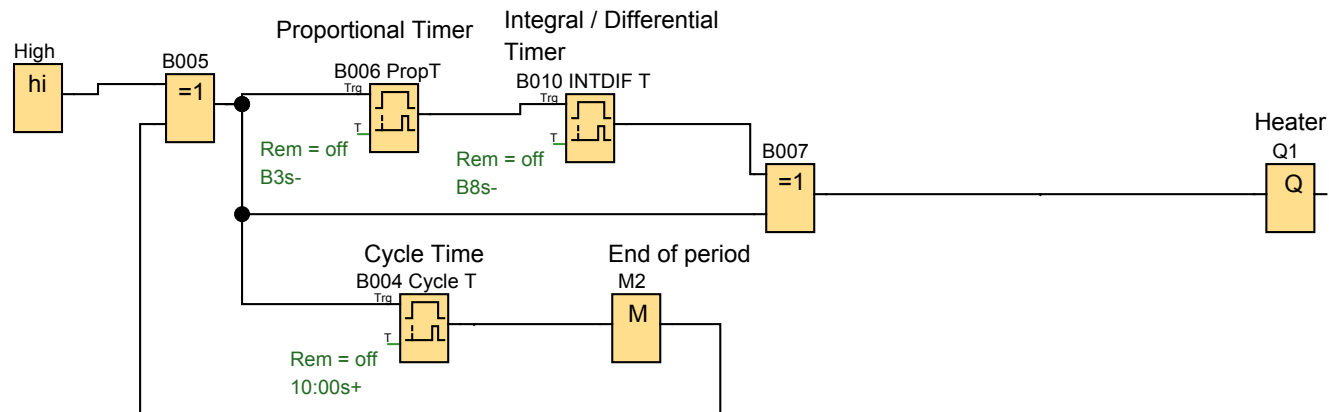 Integral / Differential
Timer
Proportional Timer
High
hi
B005
=1
B006 PropT
Trg
T
Rem = off
B3s-
B010 INTDIF T
Trg
T
Rem = off
B8s-
B007
=1
Heater
Q1
Q
Cycle Time
B004 Cycle T
Trg
T
Rem = off
10:00s+
End of period
M2
M